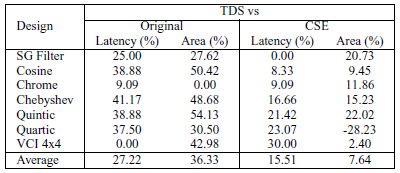 TDS vs
Design Original CSE
Latency (%) Area (%) Latency (%) Area (%)
SG Filter 25.00 27.62 0.00 20.73
Cosine 38.88 50.42 8.33 9.45
Chrome 9.09 0.00 9.09 11.86
Chebyshev 41.17 48.68 16.66 15.23
Quintic 38.88 54.13 21.42 22.02
Quartic 37.50 30.50 23.07 -28.23
VCI 4x4 0.00 42.98 30.00 2.40
Average 27.22 36.33 15.51 7.64